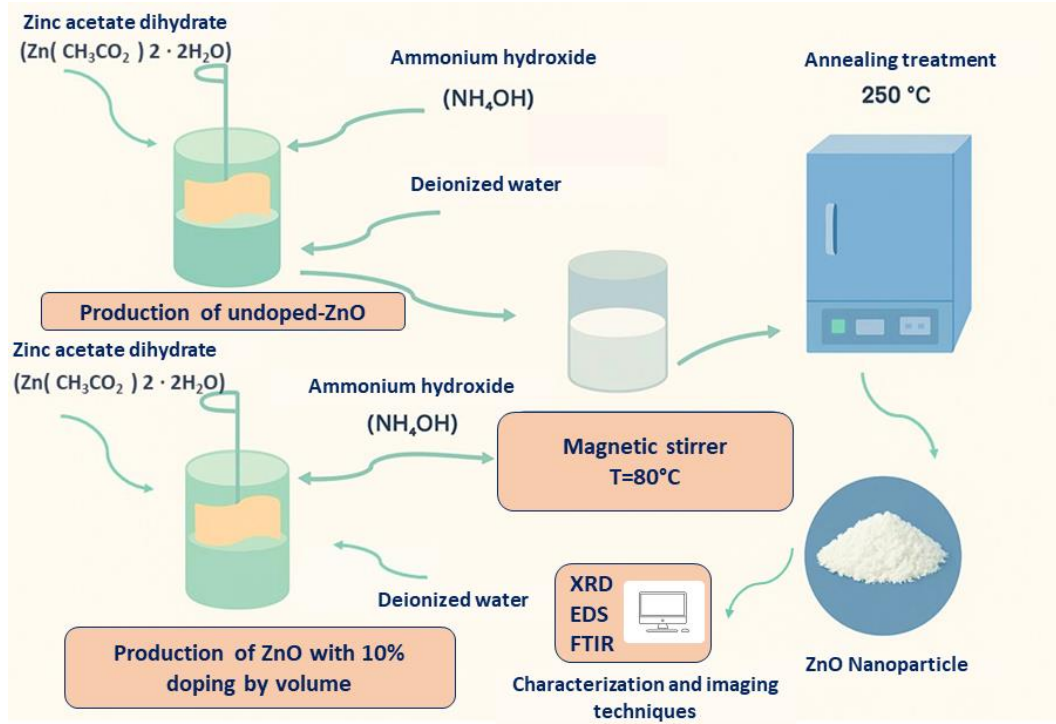 Zinc acetate dihydrate
(Zn( CH₃CO₂ ) 2 · 2H₂O)
Ammonium hydroxide
(NH₄OH)
Deionized water
Production of undoped-ZnO
Annealing treatment
250 °C
Zinc acetate dihydrate
(Zn( CH₃CO₂ ) 2 · 2H₂O)
Ammonium hydroxide
(NH₄OH)
Magnetic stirrer
T=80°C
Deionized water
Production of ZnO with 10%
doping by volume
XRD
EDS
FTIR
Characterization and imaging
techniques
ZnO Nanoparticle